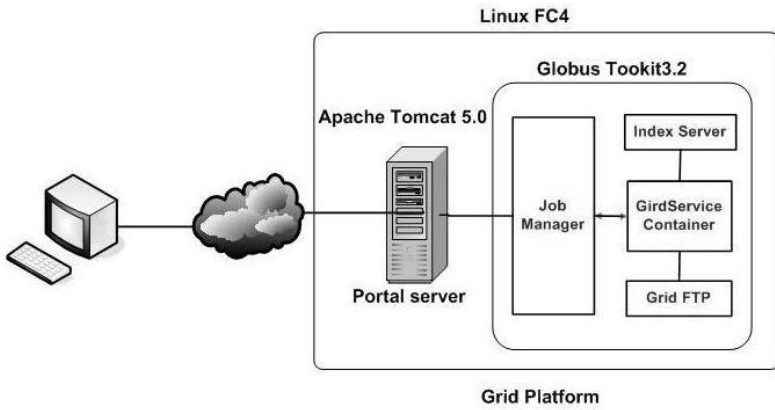 Linux FC4
Globus Tookit3.2
Apache Tomcat 5.0
Index Server
Job
Manager
GirdService
Container
Grid FTP
Portal server
Grid Platform